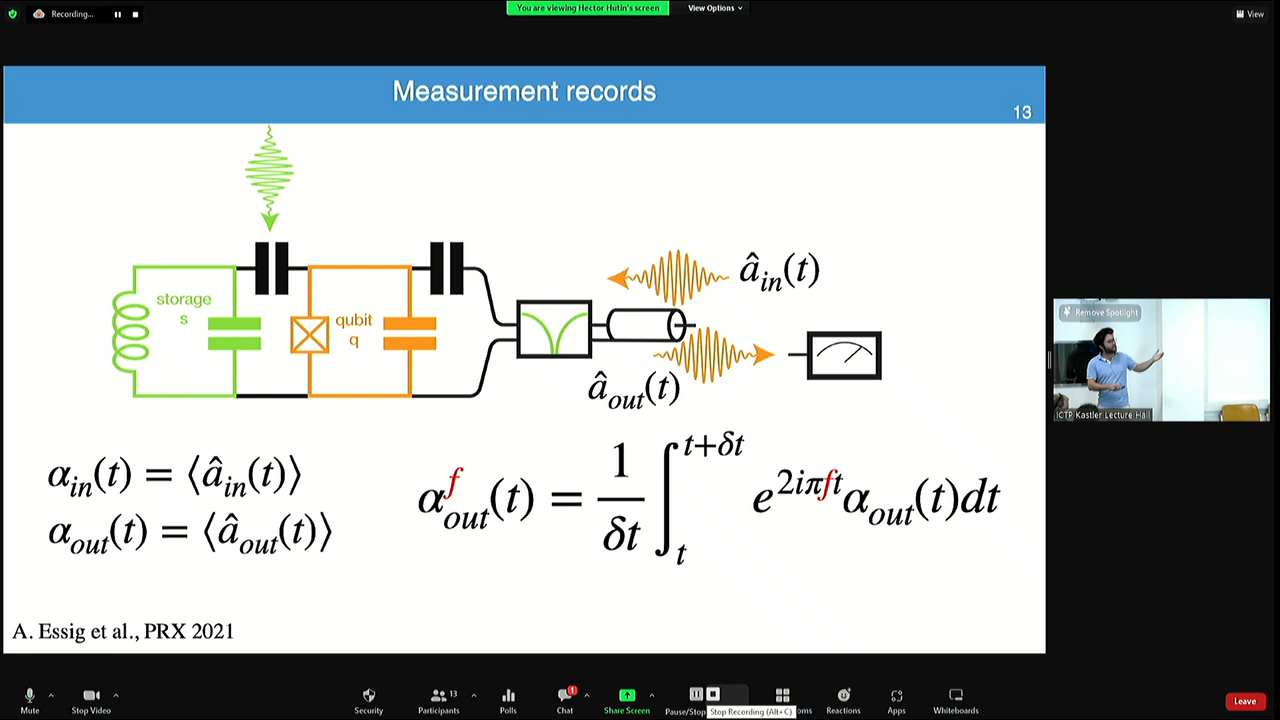 Recording...
You are viewing Hector Hutin's screen
View Options
View
Measurement records
13
storage
s
qubit
q
â_in(t)
â_out(t)
α_in(t) = ⟨â_in(t)⟩
α_out(t) = ⟨â_out(t)⟩
α^f_out(t) = 1/δt ∫_t^{t+δt} e^{2iπft} α_out(t)dt
A. Essig et al., PRX 2021
Remove Spotlight
ICTP Kastler Lecture Hall
Mute
Stop Video
Security
13
Participants
Polls
1
Chat
Share Screen
Pause/Stop
Stop Recording (Alt+C)
oms
Reactions
Apps
Whiteboards
Leave